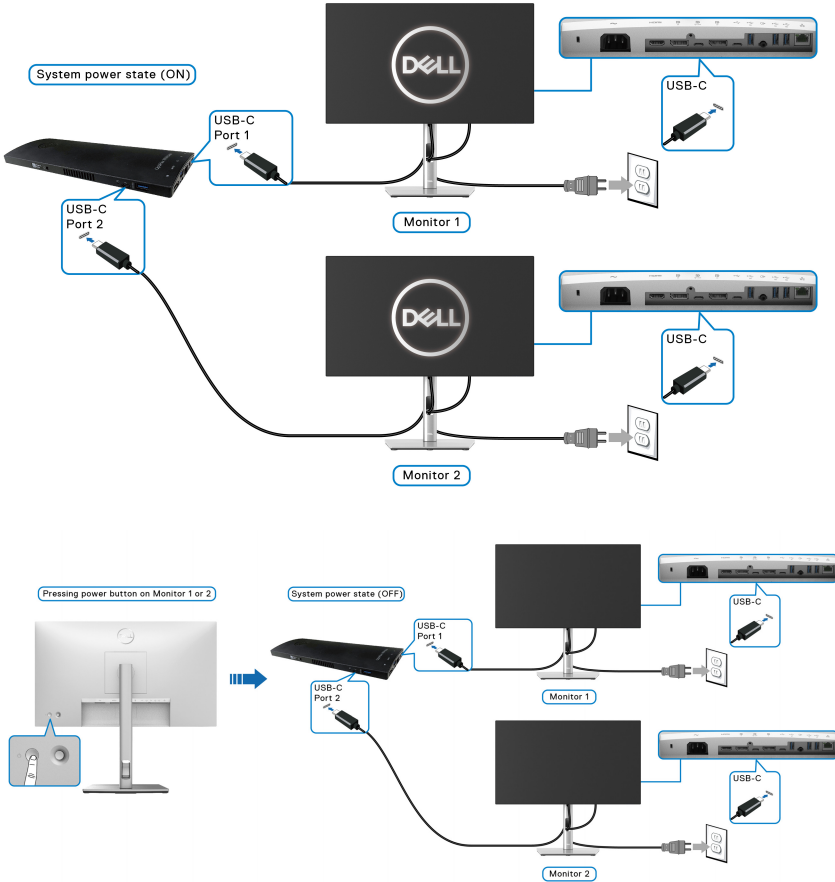 System power state (ON)
USB-C
Port 1
DELL
USB-C
USB-C
Port 2
Monitor 1
DELL
USB-C
Monitor 2
Pressing power button on Monitor 1 or 2
System power state (OFF)
USB-C
Port 1
USB-C
USB-C
Port 2
Monitor 1
USB-C
Monitor 2